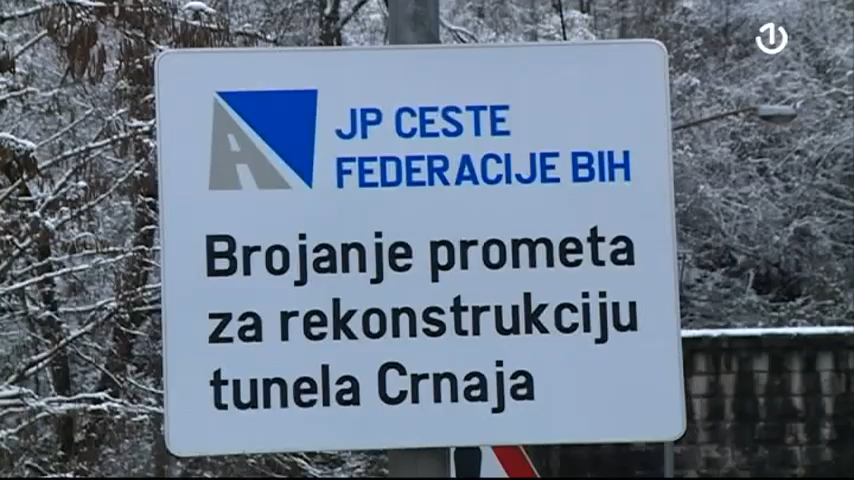 JP CESTE
FEDERACIJE BIH
Brojanje prometa
za rekonstrukciju
tunela Crnaja